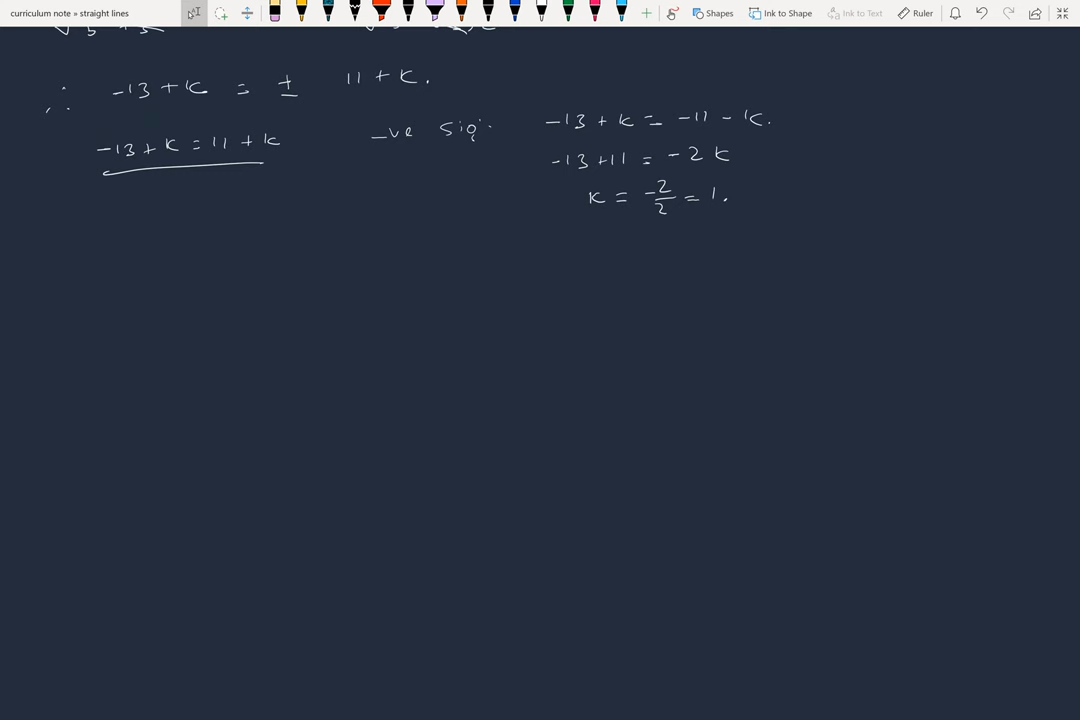 curriculum note » straight lines
Shapes Ink to Shape Ink to Text Ruler
∴ -13 + k = ± 11 + k.
-13 + k = 11 + k
-ve sign.
-13 + k = -11 - k.
-13 + 11 = -2 k
k = -2/2 = 1.